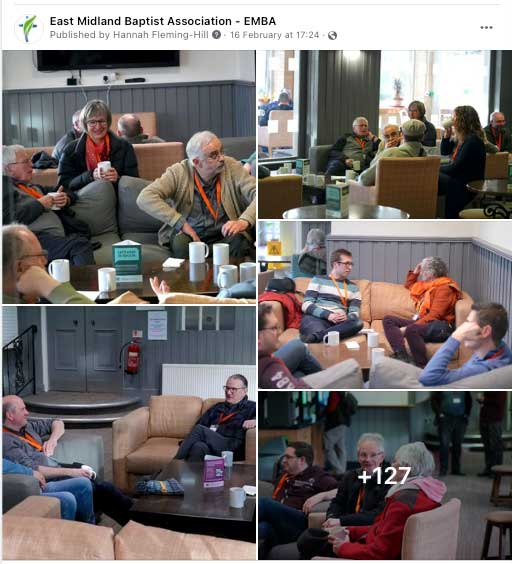 East Midland Baptist Association - EMBA
Published by Hannah Fleming-Hill · 16 February at 17:24 ·
+127